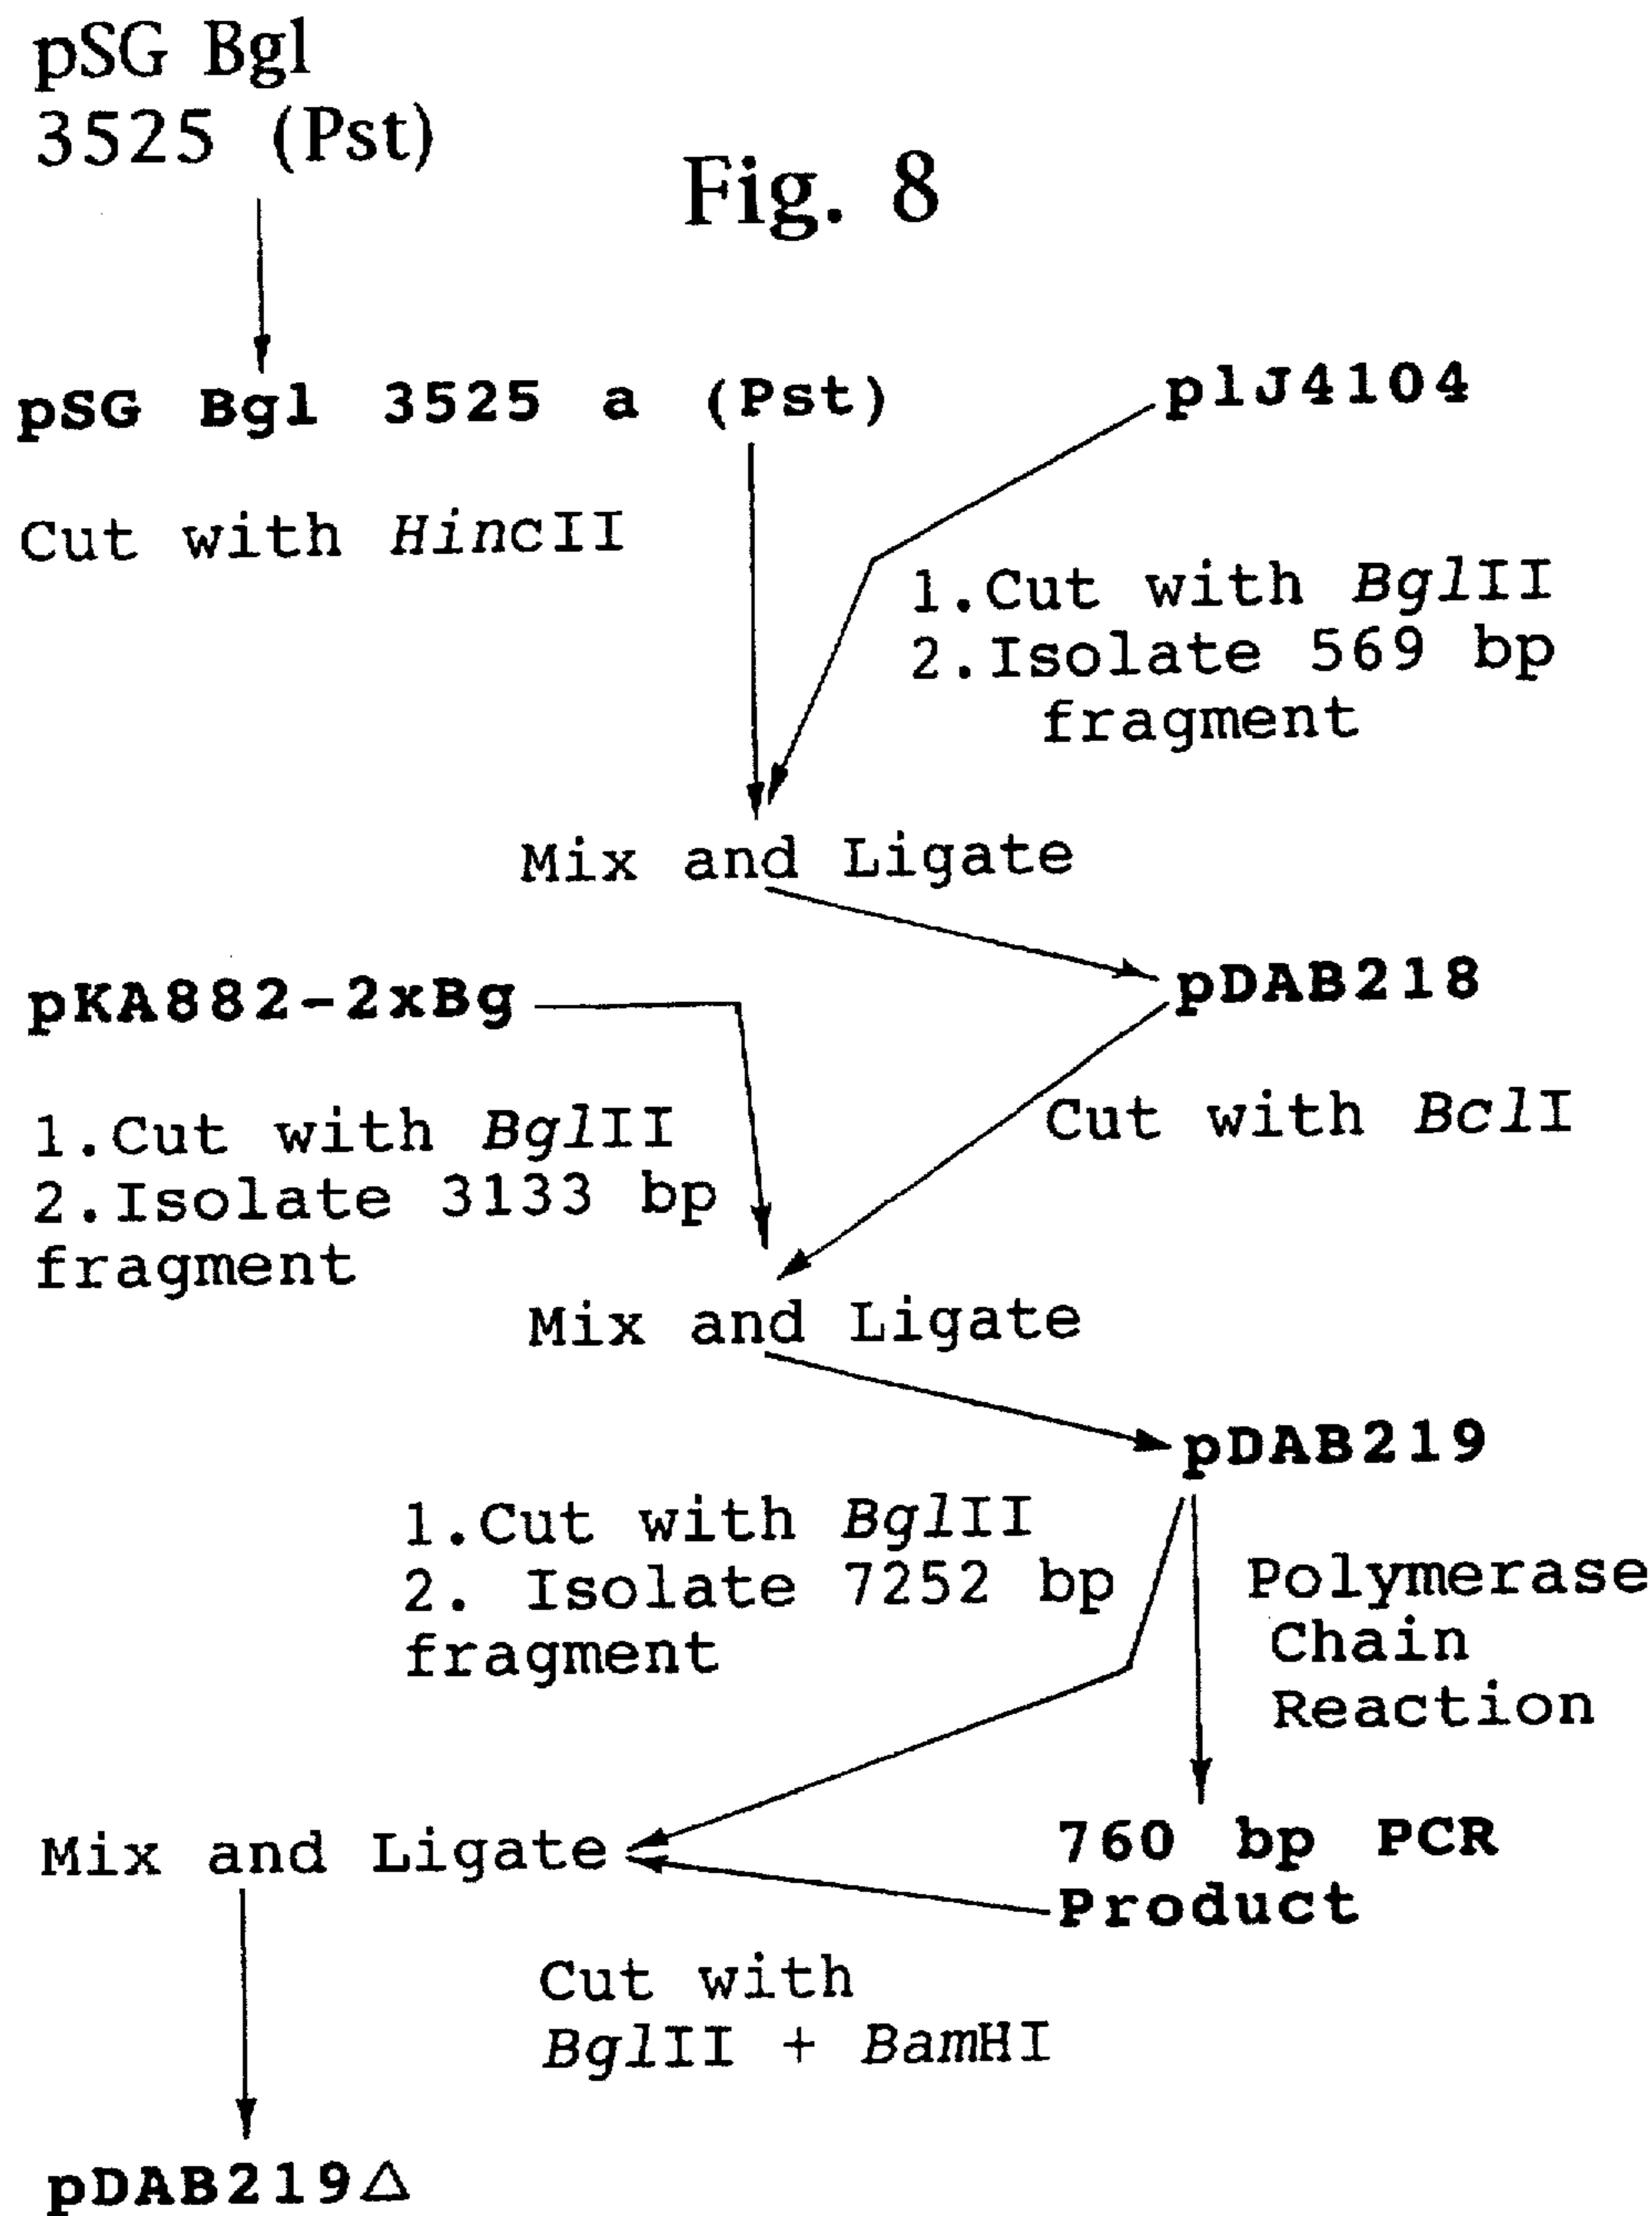 pSG Bgl
3525 (Pst)
Fig. 8
pSG Bgl 3525 a (Pst)
plJ4104
Cut with HincII
1.Cut with BglII
2.Isolate 569 bp
fragment
Mix and Ligate
pKA882-2xBg
pDAB218
1.Cut with BglII
2.Isolate 3133 bp
fragment
Cut with BclI
Mix and Ligate
pDAB219
1.Cut with BglII
2. Isolate 7252 bp
fragment
Polymerase
Chain
Reaction
Mix and Ligate
760 bp PCR
Product
Cut with
BglII + BamHI
pDAB219△